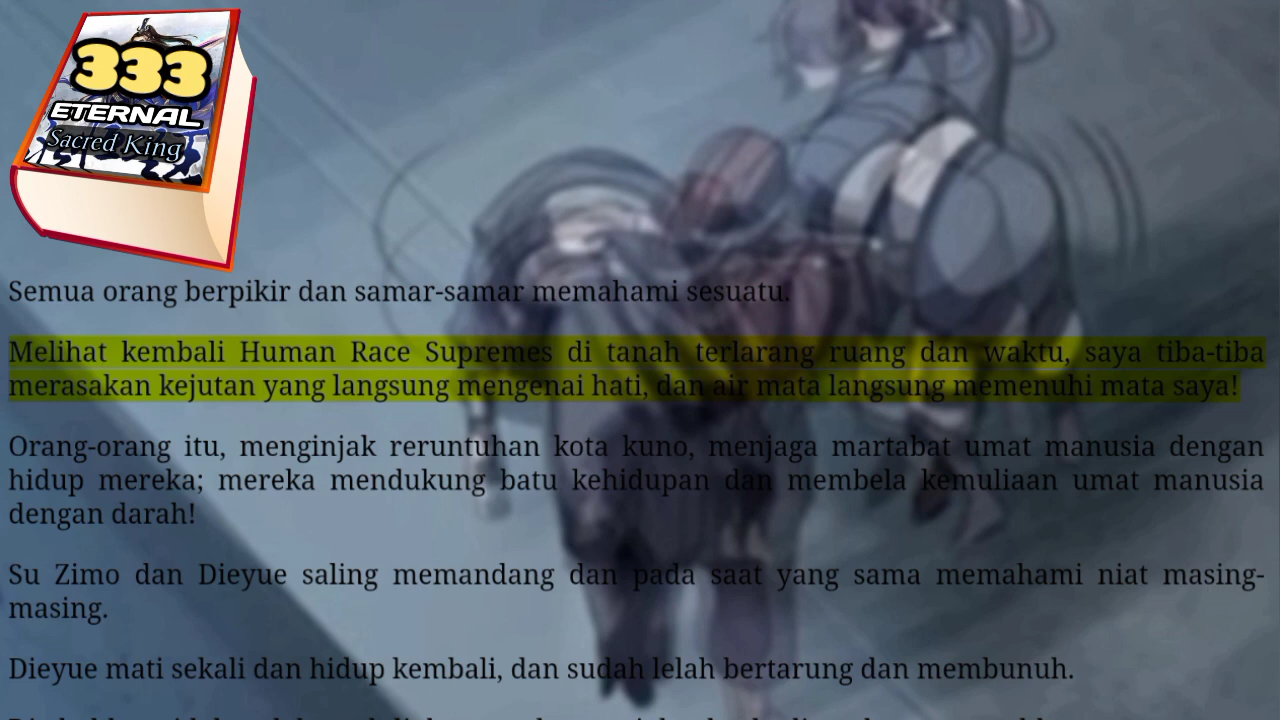 333
ETERNAL
Sacred King
Semua orang berpikir dan samar-samar memahami sesuatu.
Melihat kembali Human Race Supremes di tanah terlarang ruang dan waktu, saya tiba-tiba
merasakan kejutan yang langsung mengenai hati, dan air mata langsung memenuhi mata saya!
Orang-orang itu, menginjak reruntuhan kota kuno, menjaga martabat umat manusia dengan
hidup mereka; mereka mendukung batu kehidupan dan membela kemuliaan umat manusia
dengan darah!
Su Zimo dan Dieyue saling memandang dan pada saat yang sama memahami niat masing-
masing.
Dieyue mati sekali dan hidup kembali, dan sudah lelah bertarung dan membunuh.